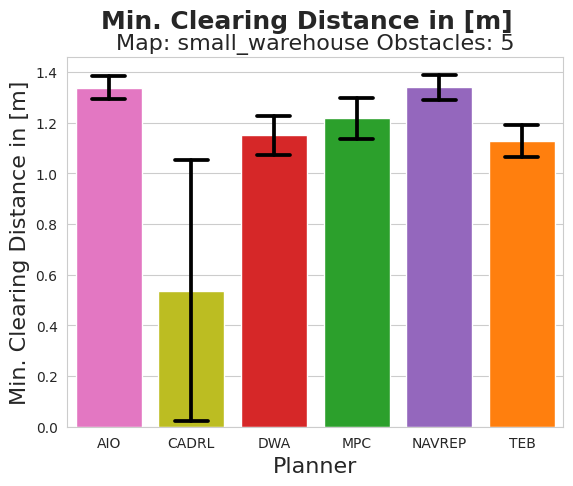 Min. Clearing Distance in [m]
Map: small_warehouse Obstacles: 5
Min. Clearing Distance in [m]
1.4
1.2
1.0
0.8
0.6
0.4
0.2
0.0
AIO CADRL DWA MPC NAVREP TEB
Planner